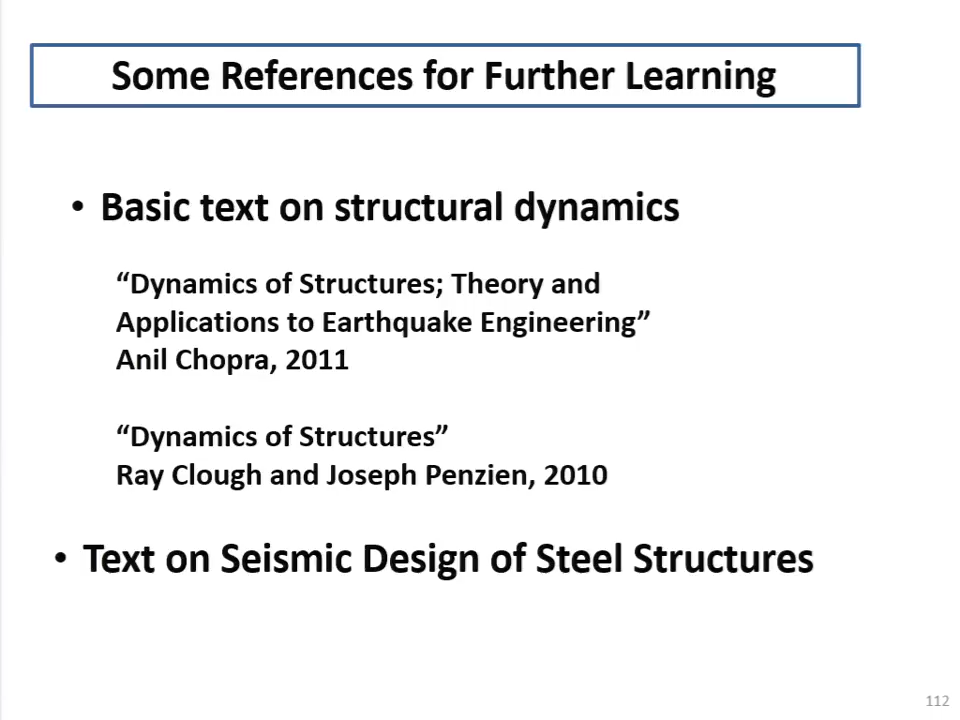 Some References for Further Learning
• Basic text on structural dynamics
“Dynamics of Structures; Theory and
Applications to Earthquake Engineering”
Anil Chopra, 2011
“Dynamics of Structures”
Ray Clough and Joseph Penzien, 2010
• Text on Seismic Design of Steel Structures
112